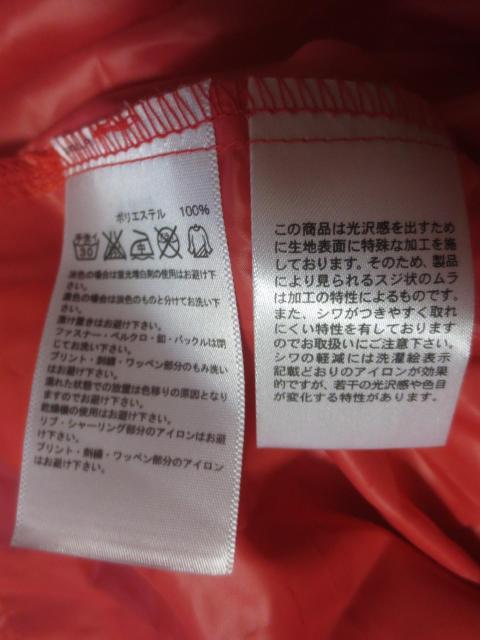 ポリエステル 100%
手洗イ
30
淡色の場合は蛍光増白剤の使用はお避け下さい。
濃色の場合は淡色のものと分けてお洗い下さい。
漬け置きはお避け下さい。
ファスナー・ベルクロ・釦・バックルは閉じてお洗い下さい。
プリント・刺繍・ワッペン部分のもみ洗いはお避け下さい。
濡れた状態での放置は色移りの原因となりますのでお避け下さい。
乾燥機の使用はお避け下さい。
リブ・シャーリング部分のアイロンはお避け下さい。
プリント・刺繍・ワッペン部分のアイロンはお避け下さい。
この商品は光沢感を出すため
に生地表面に特殊な加工を施
しております。そのため、製品
により見られるスジ状のムラ
は加工の特性によるものです。
また、シワがつきやすく取れ
にくい特性を有しております
のでお取扱いにご注意下さい。
シワの軽減には洗濯絵表示
記載どおりのアイロンが効果
的ですが、若干の光沢感や色目
が変化する特性があります。